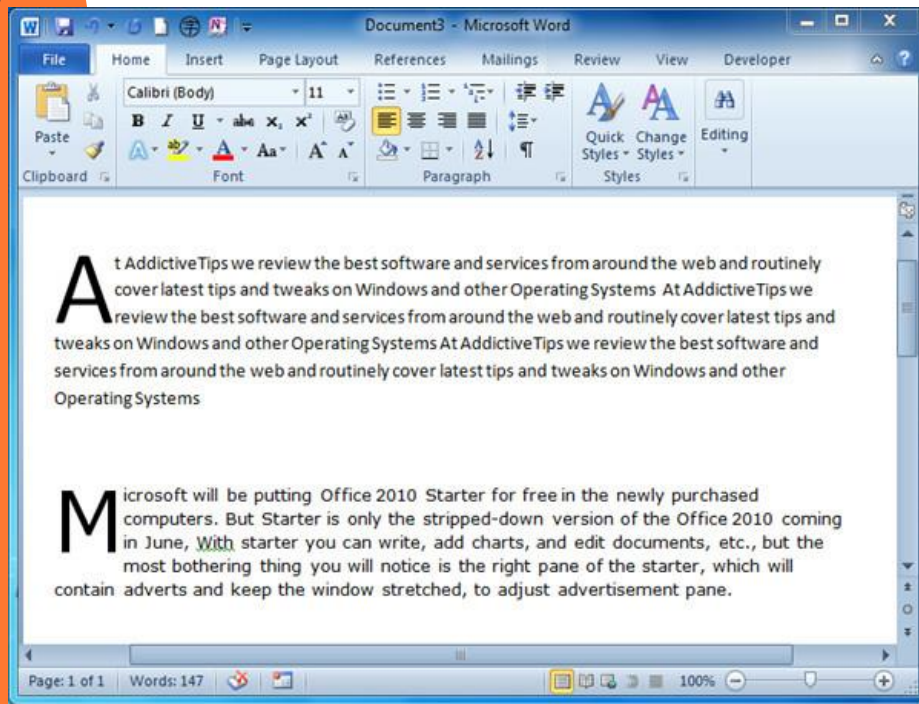 Document3 - Microsoft Word
File Home Insert Page Layout References Mailings Review View Developer
Calibri (Body) 11
Paste
B I U abc x₂ x²
Aa A A
Quick Styles Change Styles Editing
Clipboard Font Paragraph Styles
At AddictiveTips we review the best software and services from around the web and routinely
cover latest tips and tweaks on Windows and other Operating Systems At AddictiveTips we
review the best software and services from around the web and routinely cover latest tips and
tweaks on Windows and other Operating Systems At AddictiveTips we review the best software and
services from around the web and routinely cover latest tips and tweaks on Windows and other
Operating Systems
Microsoft will be putting Office 2010 Starter for free in the newly purchased
computers. But Starter is only the stripped-down version of the Office 2010 coming
in June, With starter you can write, add charts, and edit documents, etc., but the
most bothering thing you will notice is the right pane of the starter, which will
contain adverts and keep the window stretched, to adjust advertisement pane.
Page: 1 of 1 Words: 147 100%